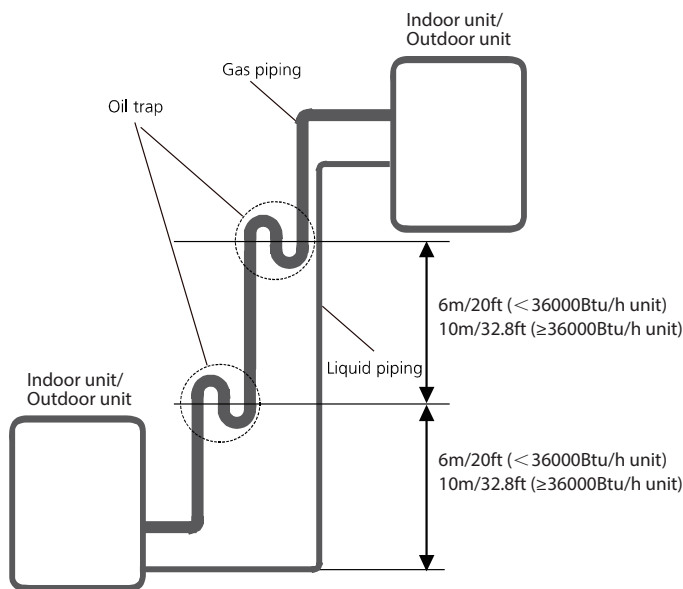 Indoor unit/
Outdoor unit
Gas piping
Oil trap
6m/20ft (＜36000Btu/h unit)
10m/32.8ft (≥36000Btu/h unit)
Liquid piping
Indoor unit/
Outdoor unit
6m/20ft (＜36000Btu/h unit)
10m/32.8ft (≥36000Btu/h unit)